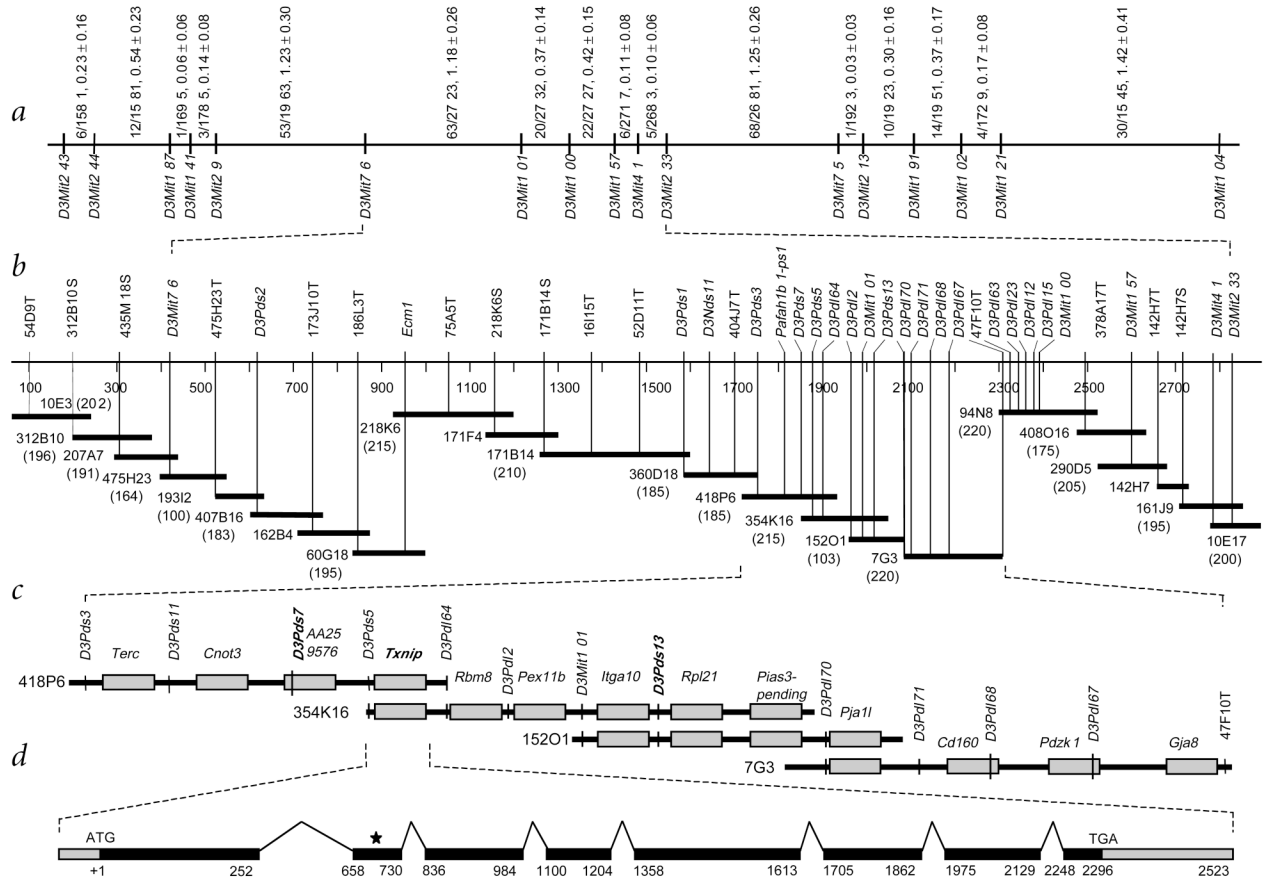 a
6/158 1, 0.23 ± 0.16
12/15 81, 0.54 ± 0.23
1/169 5, 0.06 ± 0.06
3/178 5, 0.14 ± 0.08
53/19 63, 1.23 ± 0.30
63/27 23, 1.18 ± 0.26
20/27 32, 0.37 ± 0.14
22/27 27, 0.42 ± 0.15
6/271 7, 0.11 ± 0.08
5/268 3, 0.10 ± 0.06
68/266 81, 1.25 ± 0.26
1/192 3, 0.03 ± 0.03
10/19 23, 0.30 ± 0.16
14/19 51, 0.37 ± 0.17
4/172 9, 0.17 ± 0.08
30/15 45, 1.42 ± 0.41
D3Mit2 43
D3Mit2 44
D3Mit1 87
D3Mit1 41
D3Mit2 9
D3Mit7 6
D3Mit1 01
D3Mit1 00
D3Mit1 57
D3Mit4 1
D3Mit2 33
D3Mit7 5
D3Mit2 13
D3Mit1 91
D3Mit1 02
D3Mit1 21
D3Mit1 04
b
54D9T
312B10S
435M18S
D3Mit7 6
475H23T
D3Pds2
173J10T
186L3T
Ecm1
75A5T
218K6S
171B14S
16I15T
52D11T
D3Pds1
D3Nds11
404J7T
D3Pds3
Pafah1b 1-ps1
D3Pds7
D3Pds5
D3Pdl64
D3Pdl2
D3Mit1 01
D3Pds13
D3Pdl70
D3Pdl71
D3Pdl68
D3Pdl67
47F10T
D3Pdl63
D3Pdl23
D3Pdl12
D3Pdl15
D3Mit1 00
378A17T
D3Mit1 57
142H7T
142H7S
D3Mit4 1
D3Mit2 33
100 300 500 700 900 1100 1300 1500 1700 1900 2100 2300 2500 2700
10E3 (202)
312B10
(196)
207A7
(191)
475H23
(164)
193I2
(100)
407B16
(183)
162B4
60G18
(195)
218K6
(215)
171F4
171B14
(210)
360D18
(185)
418P6
(185)
354K16
(215)
152O1
(103)
7G3
(220)
94N8
(220)
408O16
(175)
290D5
(205)
142H7
161J9
(195)
10E17
(200)
c
418P6
D3Pds3
Terc
D3Pds11
Cnot3
D3Pds7
AA25
9576
D3Pds5
Txnip
D3Pdl64
354K16
Rbm8
D3Pdl2
Pex11b
D3Mit1 01
Itga10
D3Pds13
Rpl21
Pias3-
pending
152O1
D3Pdl70
Pja1l
7G3
D3Pdl71
Cd160
D3Pdl68
Pdzk1
D3Pdl67
Gja8
47F10T
d
ATG ★ TGA
+1 252 658 730 836 984 1100 1204 1358 1613 1705 1862 1975 2129 2248 2296 2523